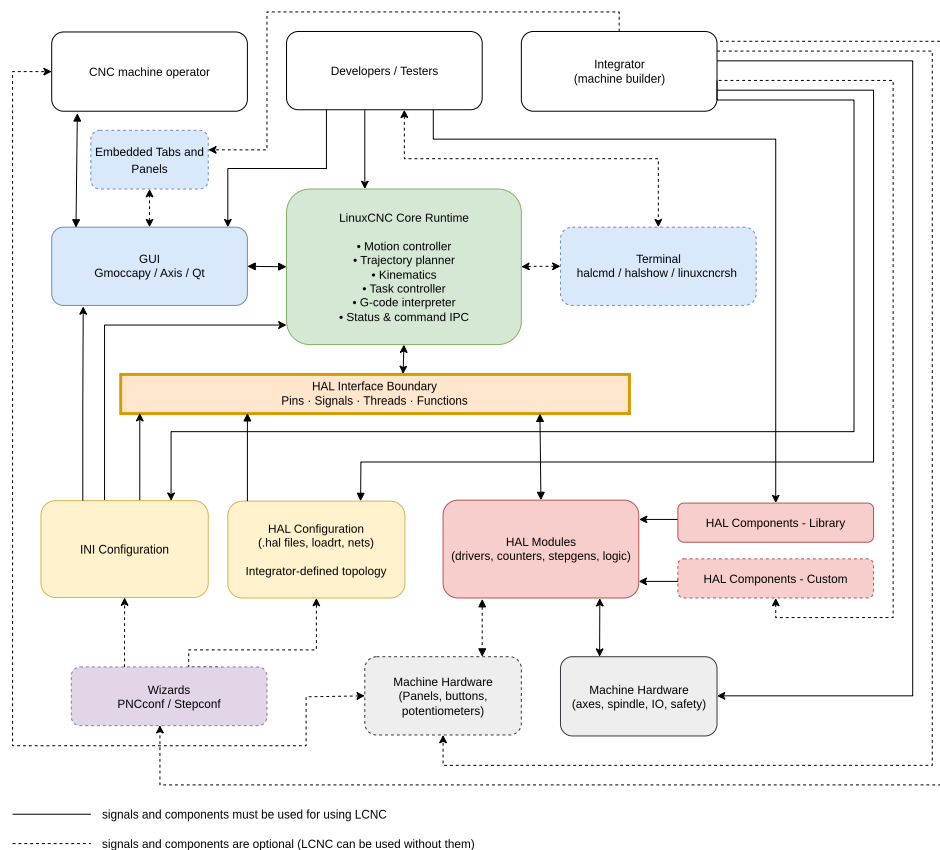 CNC machine operator
Developers / Testers
Integrator
(machine builder)
Embedded Tabs and
Panels
LinuxCNC Core Runtime
• Motion controller
• Trajectory planner
• Kinematics
• Task controller
• G-code interpreter
• Status & command IPC
GUI
Gmoccapy / Axis / Qt
Terminal
halcmd / halshow / linuxcncrsh
HAL Interface Boundary
Pins · Signals · Threads · Functions
INI Configuration
HAL Configuration
(.hal files, loadrt, nets)
Integrator-defined topology
HAL Modules
(drivers, counters, stepgens, logic)
HAL Components - Library
HAL Components - Custom
Wizards
PNCconf / Stepconf
Machine Hardware
(Panels, buttons,
potentiometers)
Machine Hardware
(axes, spindle, IO, safety)
signals and components must be used for using LCNC
signals and components are optional (LCNC can be used without them)